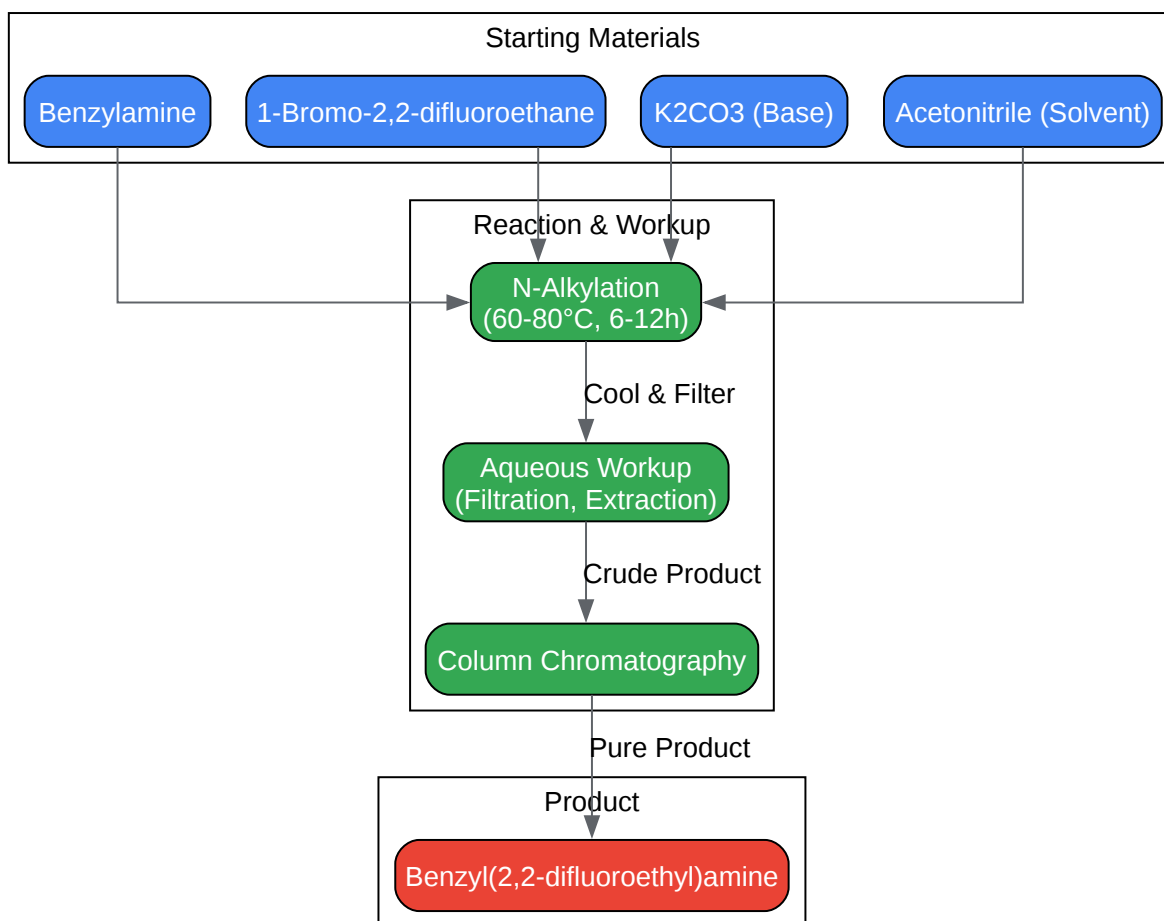 Starting Materials
Benzylamine
1-Bromo-2,2-difluoroethane
K2CO3 (Base)
Acetonitrile (Solvent)
Reaction & Workup
N-Alkylation
(60-80°C, 6-12h)
Cool & Filter
Aqueous Workup
(Filtration, Extraction)
Crude Product
Column Chromatography
Pure Product
Product
Benzyl(2,2-difluoroethyl)amine